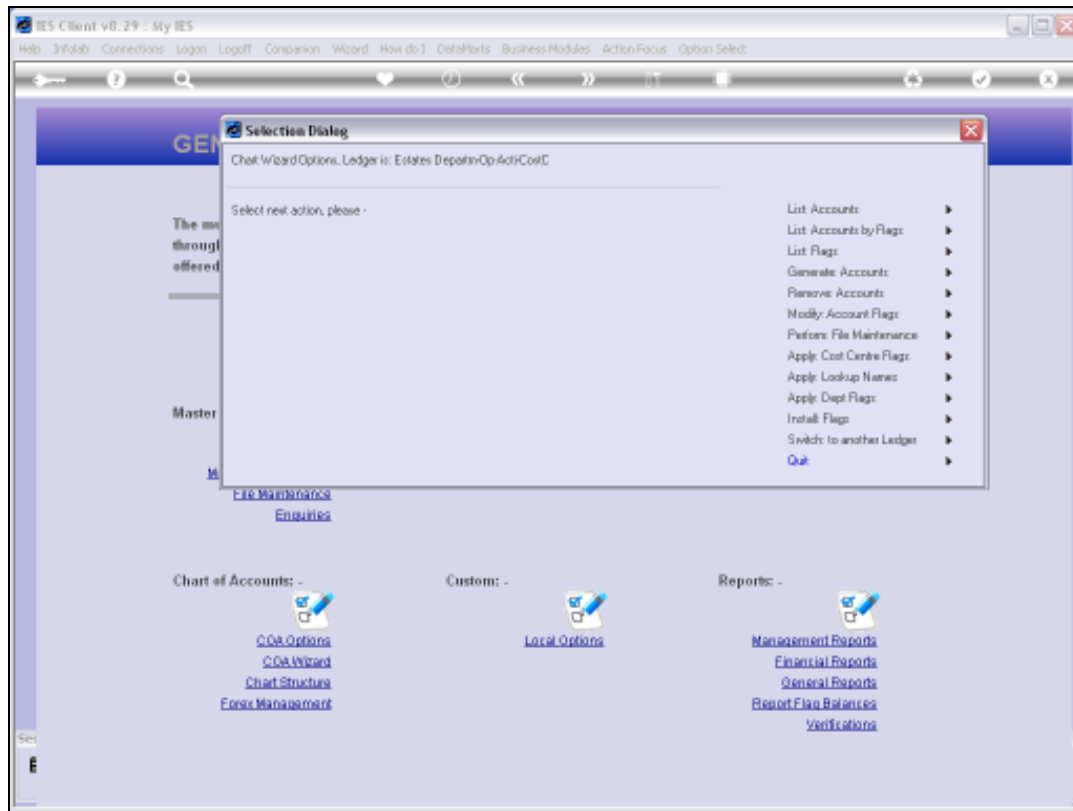 IES Client v8.29 : My IES
Help Infolab Connections Logon Logoff Companion Wizard How do I DataMarts Business Modules Action Focus Option Select
GEN
Selection Dialog
Chart Wizard Options, Ledger is: Estates Departm-Op-Acti-CostC
Select next action, please -
List: Accounts
List: Accounts by Flags
List: Flags
Generate: Accounts
Remove: Accounts
Modify: Account Flags
Perform: File Maintenance
Apply: Cost Centre Flags
Apply: Lookup Names
Apply: Dept Flags
Install: Flags
Switch: to another Ledger
Quit
The
through
offered
Master
M
File Maintenance
Enquiries
Chart of Accounts: -
Custom: -
Reports: -
COA Options
COA Wizard
Chart Structure
Forex Management
Local Options
Management Reports
Financial Reports
General Reports
Report Flag Balances
Verifications
Ser